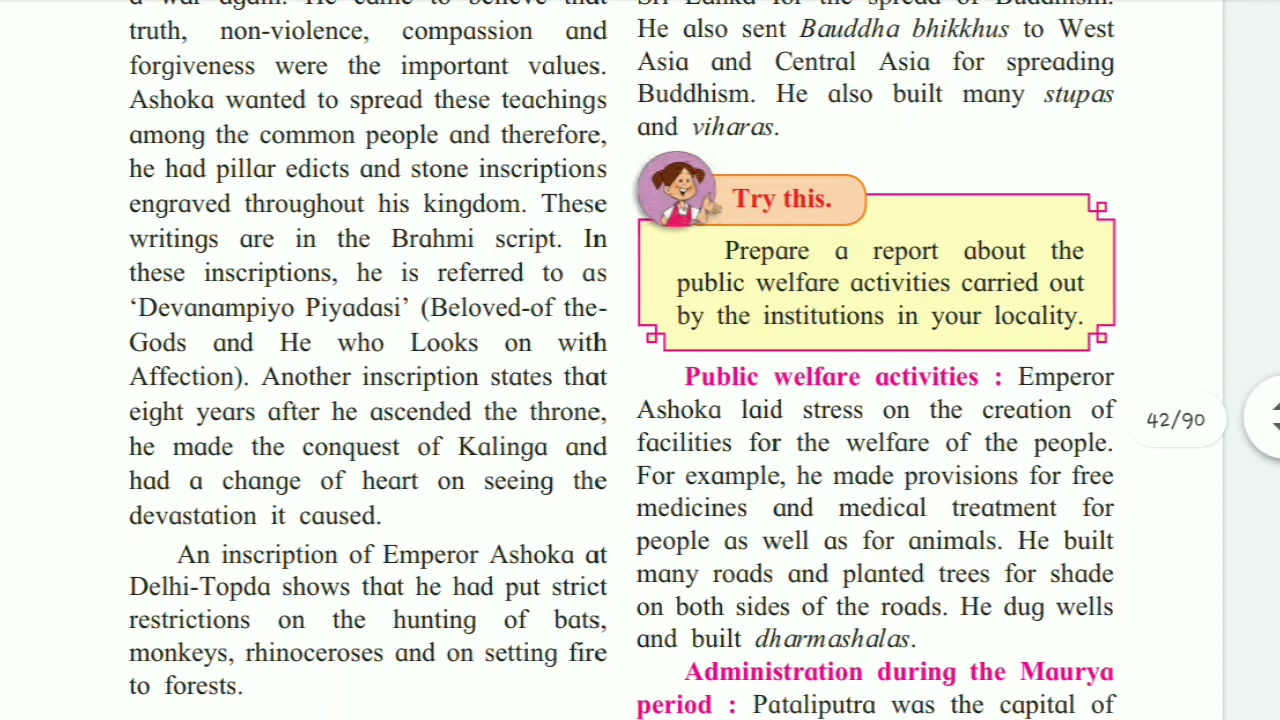 a war again. He came to believe that
truth, non-violence, compassion and
forgiveness were the important values.
Ashoka wanted to spread these teachings
among the common people and therefore,
he had pillar edicts and stone inscriptions
engraved throughout his kingdom. These
writings are in the Brahmi script. In
these inscriptions, he is referred to as
‘Devanampiyo Piyadasi’ (Beloved-of the-
Gods and He who Looks on with
Affection). Another inscription states that
eight years after he ascended the throne,
he made the conquest of Kalinga and
had a change of heart on seeing the
devastation it caused.
An inscription of Emperor Ashoka at
Delhi-Topda shows that he had put strict
restrictions on the hunting of bats,
monkeys, rhinoceroses and on setting fire
to forests.
Sri Lanka for the spread of Buddhism.
He also sent Bauddha bhikkhus to West
Asia and Central Asia for spreading
Buddhism. He also built many stupas
and viharas.
Try this.
Prepare a report about the
public welfare activities carried out
by the institutions in your locality.
Public welfare activities : Emperor
Ashoka laid stress on the creation of
facilities for the welfare of the people.
For example, he made provisions for free
medicines and medical treatment for
people as well as for animals. He built
many roads and planted trees for shade
on both sides of the roads. He dug wells
and built dharmashalas.
Administration during the Maurya
period : Pataliputra was the capital of
42/90